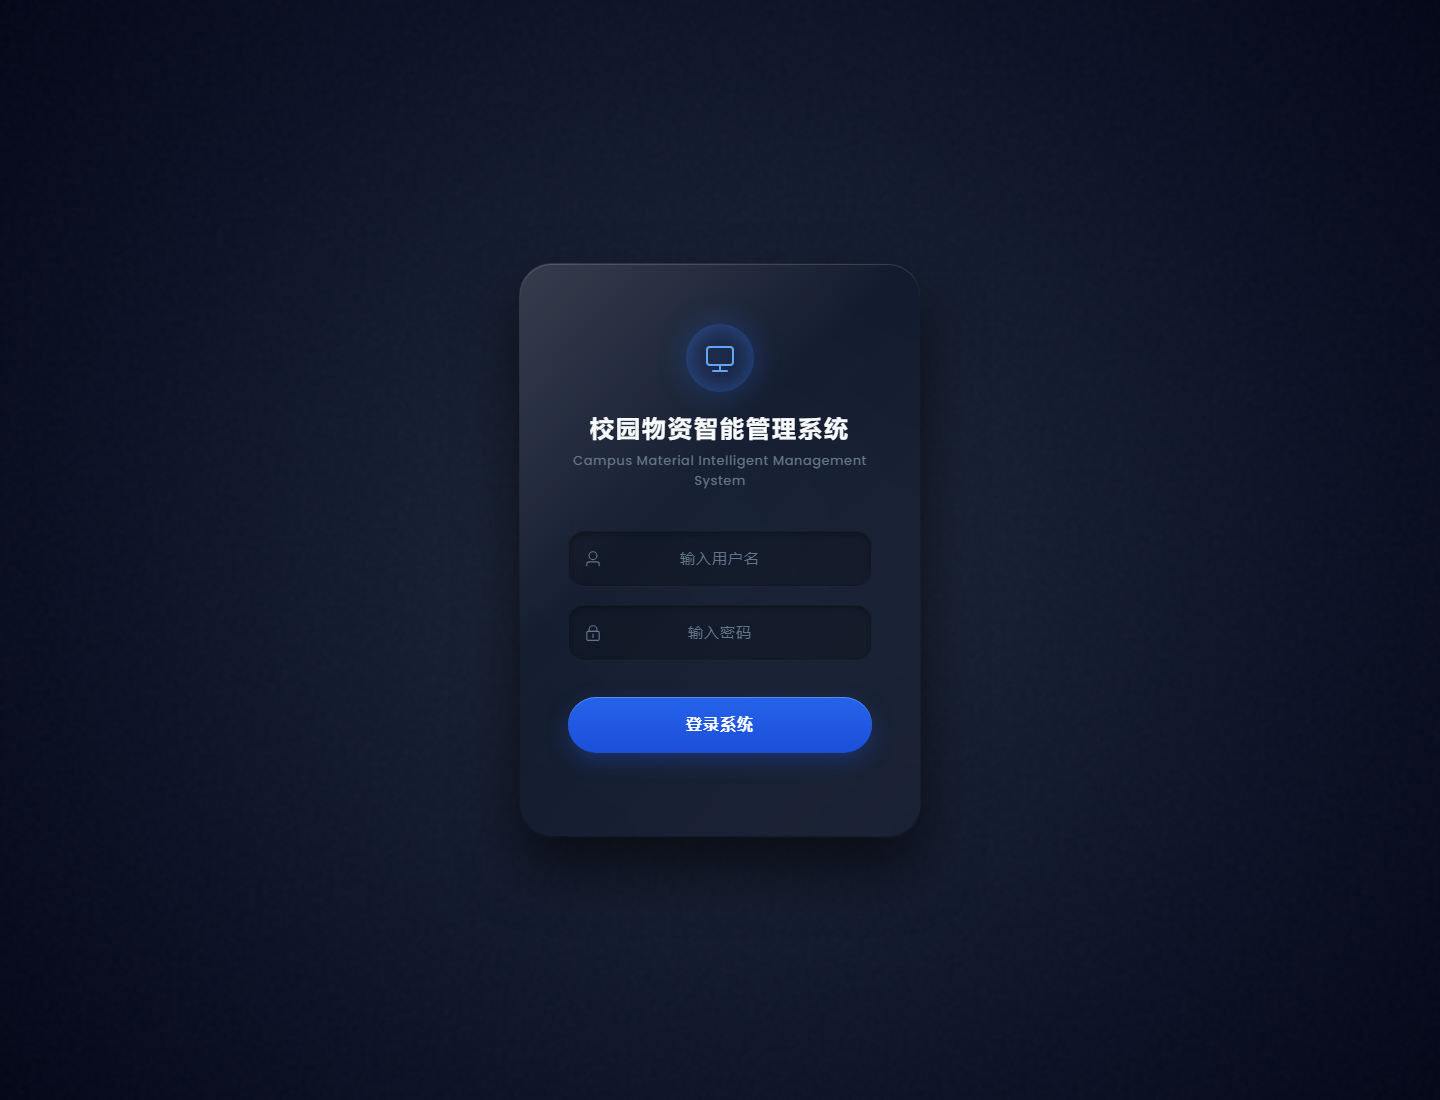 校园物资智能管理系统
Campus Material Intelligent Management
System
输入用户名
输入密码
登录系统